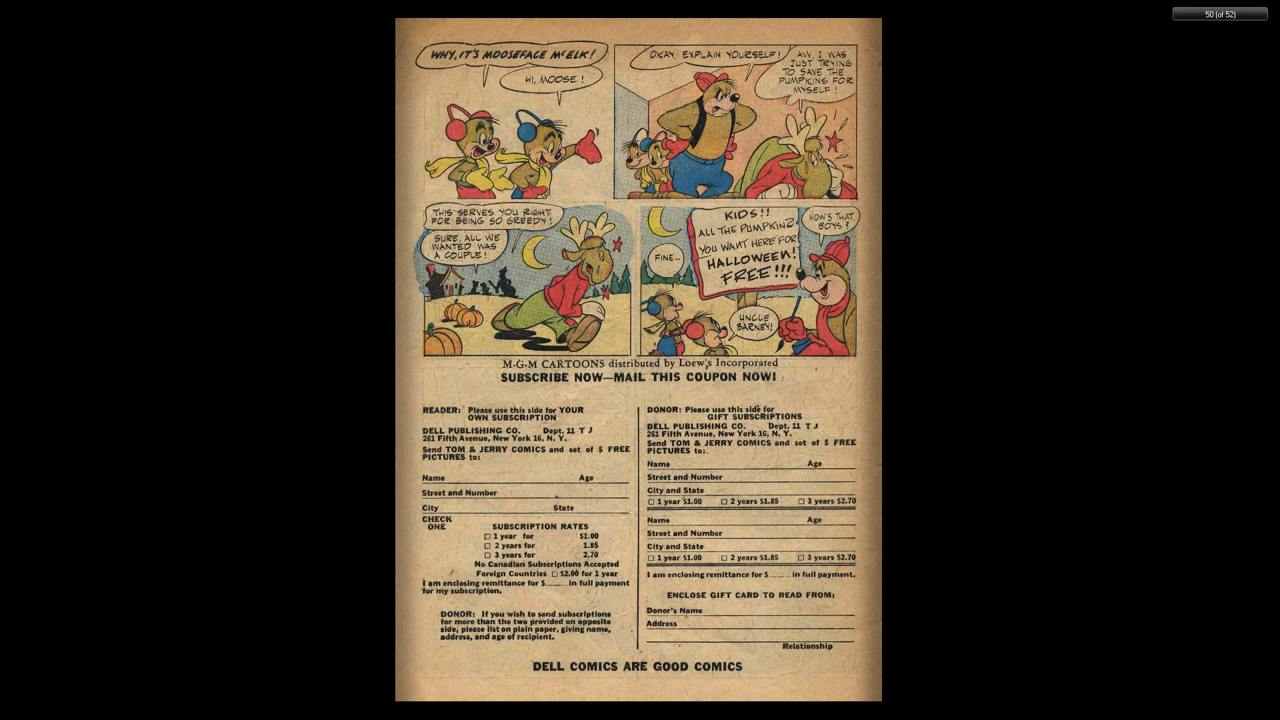 50 (of 52)
WHY, IT'S MOOSEFACE McELK!
HI, MOOSE!
OKAY, EXPLAIN YOURSELF!
AW, I WAS
JUST TRYING
TO SAVE THE
PUMPKINS FOR
MYSELF!
THIS SERVES YOU RIGHT
FOR BEING SO GREEDY!
SURE, ALL WE
WANTED WAS
A COUPLE!
FINE..
KIDS!!
ALL THE PUMPKINS
YOU WANT HERE FOR
HALLOWEEN!
FREE!!!
HOW'S THAT,
BOYS?
UNCLE
BARNEY!
M-G-M CARTOONS distributed by Loew's Incorporated
SUBSCRIBE NOW—MAIL THIS COUPON NOW!
READER: Please use this side for YOUR
OWN SUBSCRIPTION
DELL PUBLISHING CO. Dept. 11 T J
261 Fifth Avenue, New York 16, N. Y.
Send TOM & JERRY COMICS and set of 5 FREE
PICTURES to:
Name Age
Street and Number
City State
CHECK
ONE
SUBSCRIPTION RATES
1 year for $1.00
2 years for 1.85
3 years for 2.70
No Canadian Subscriptions Accepted
Foreign Countries $2.00 for 1 year
I am enclosing remittance for $........ in full payment
for my subscription.
DONOR: If you wish to send subscriptions
for more than the two provided on opposite
side, please list on plain paper, giving name,
address, and age of recipient.
DONOR: Please use this side for
GIFT SUBSCRIPTIONS
DELL PUBLISHING CO. Dept. 11 T J
261 Fifth Avenue, New York 16, N. Y.
Send TOM & JERRY COMICS and set of 5 FREE
PICTURES to:
Name Age
Street and Number
City and State
1 year $1.00 2 years $1.85 3 years $2.70
Name Age
Street and Number
City and State
1 year $1.00 2 years $1.85 3 years $2.70
I am enclosing remittance for $........ in full payment.
ENCLOSE GIFT CARD TO READ FROM:
Donor's Name
Address
Relationship
DELL COMICS ARE GOOD COMICS